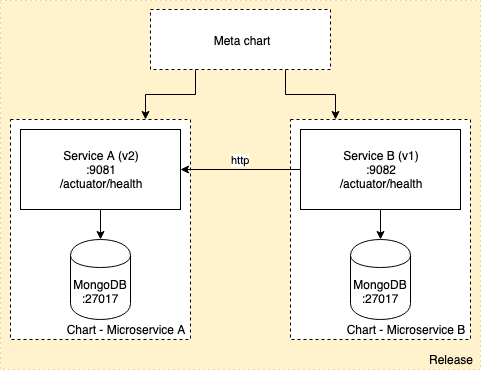 Meta chart
Service A (v2)
:9081
/actuator/health
http
Service B (v1)
:9082
/actuator/health
MongoDB
:27017
MongoDB
:27017
Chart - Microservice A
Chart - Microservice B
Release